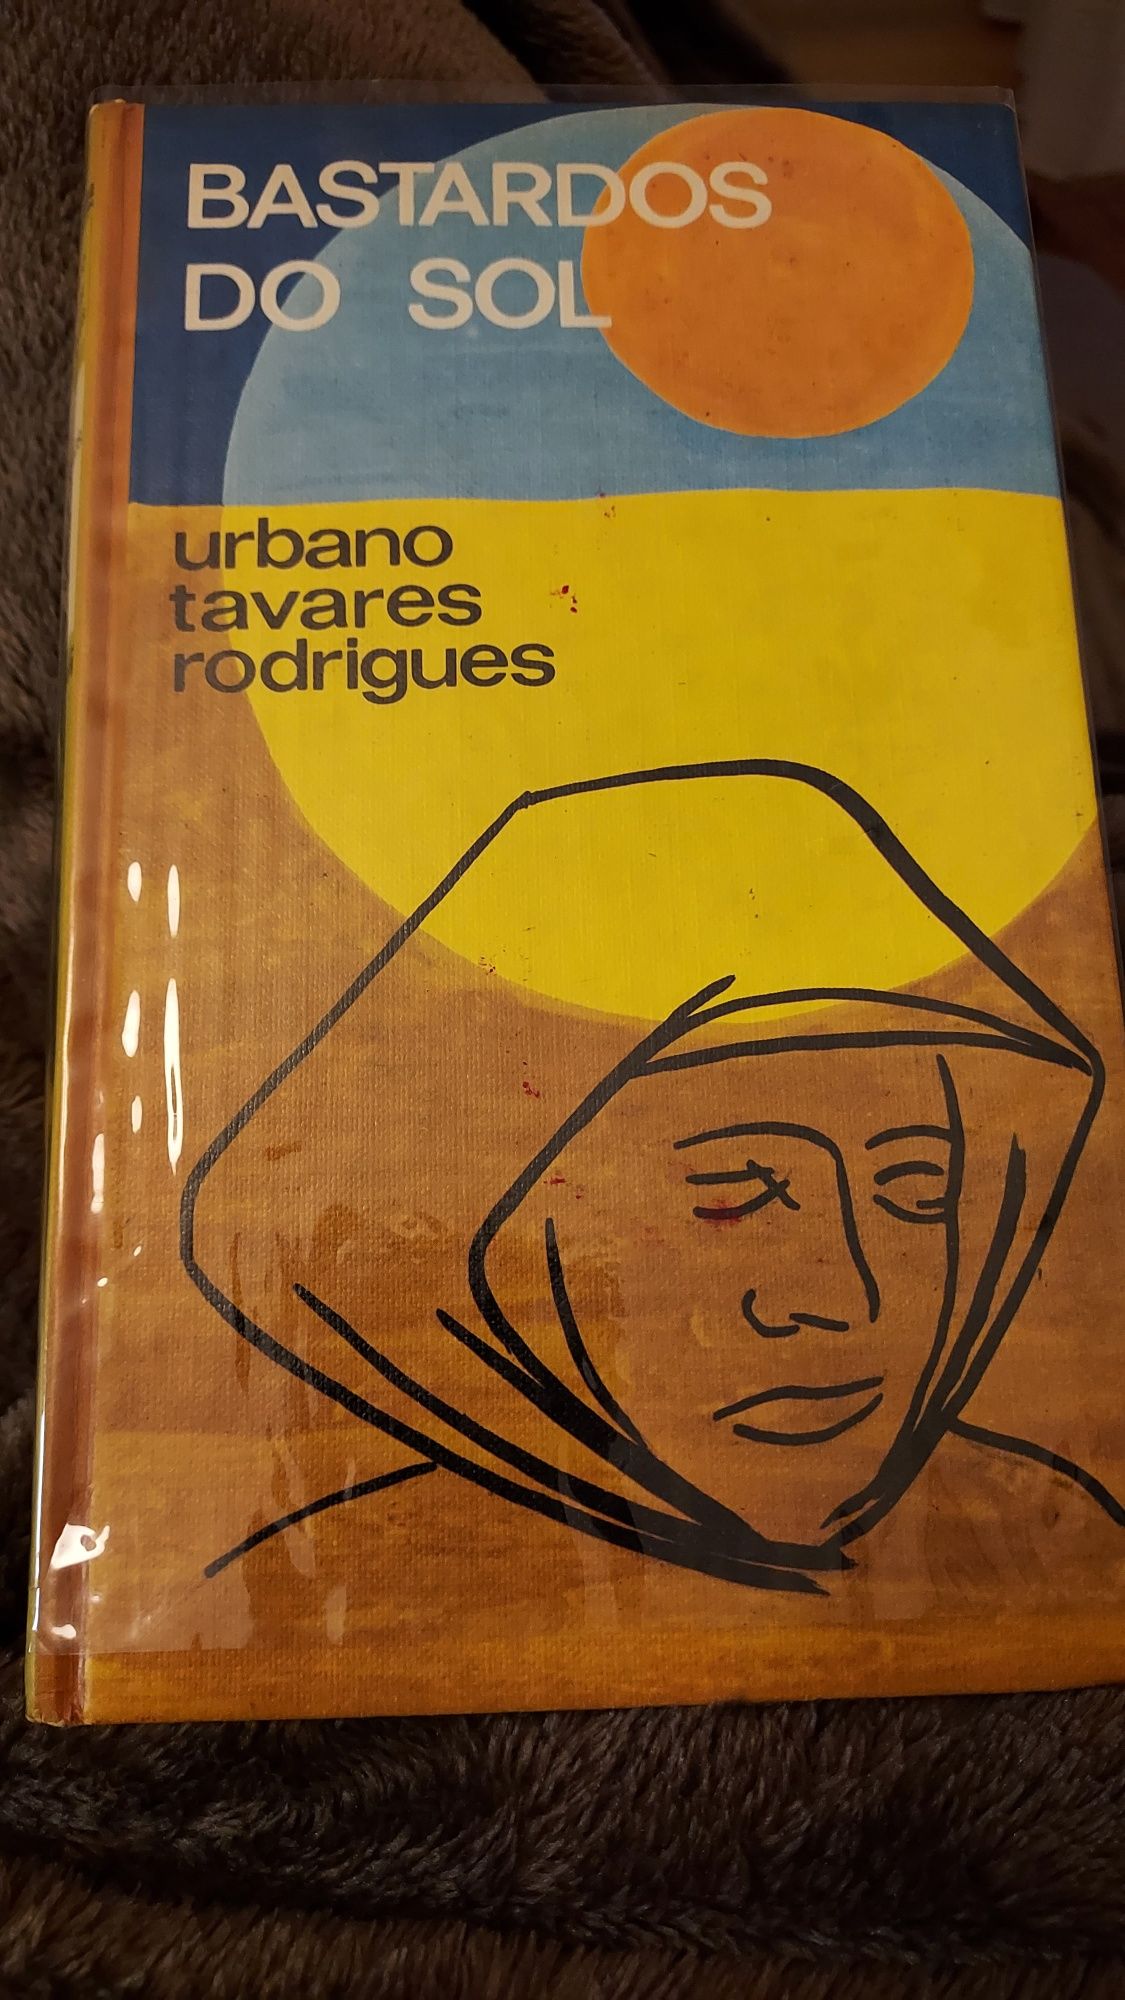 BASTARDOS
DO SOL
urbano
tavares
rodrigues